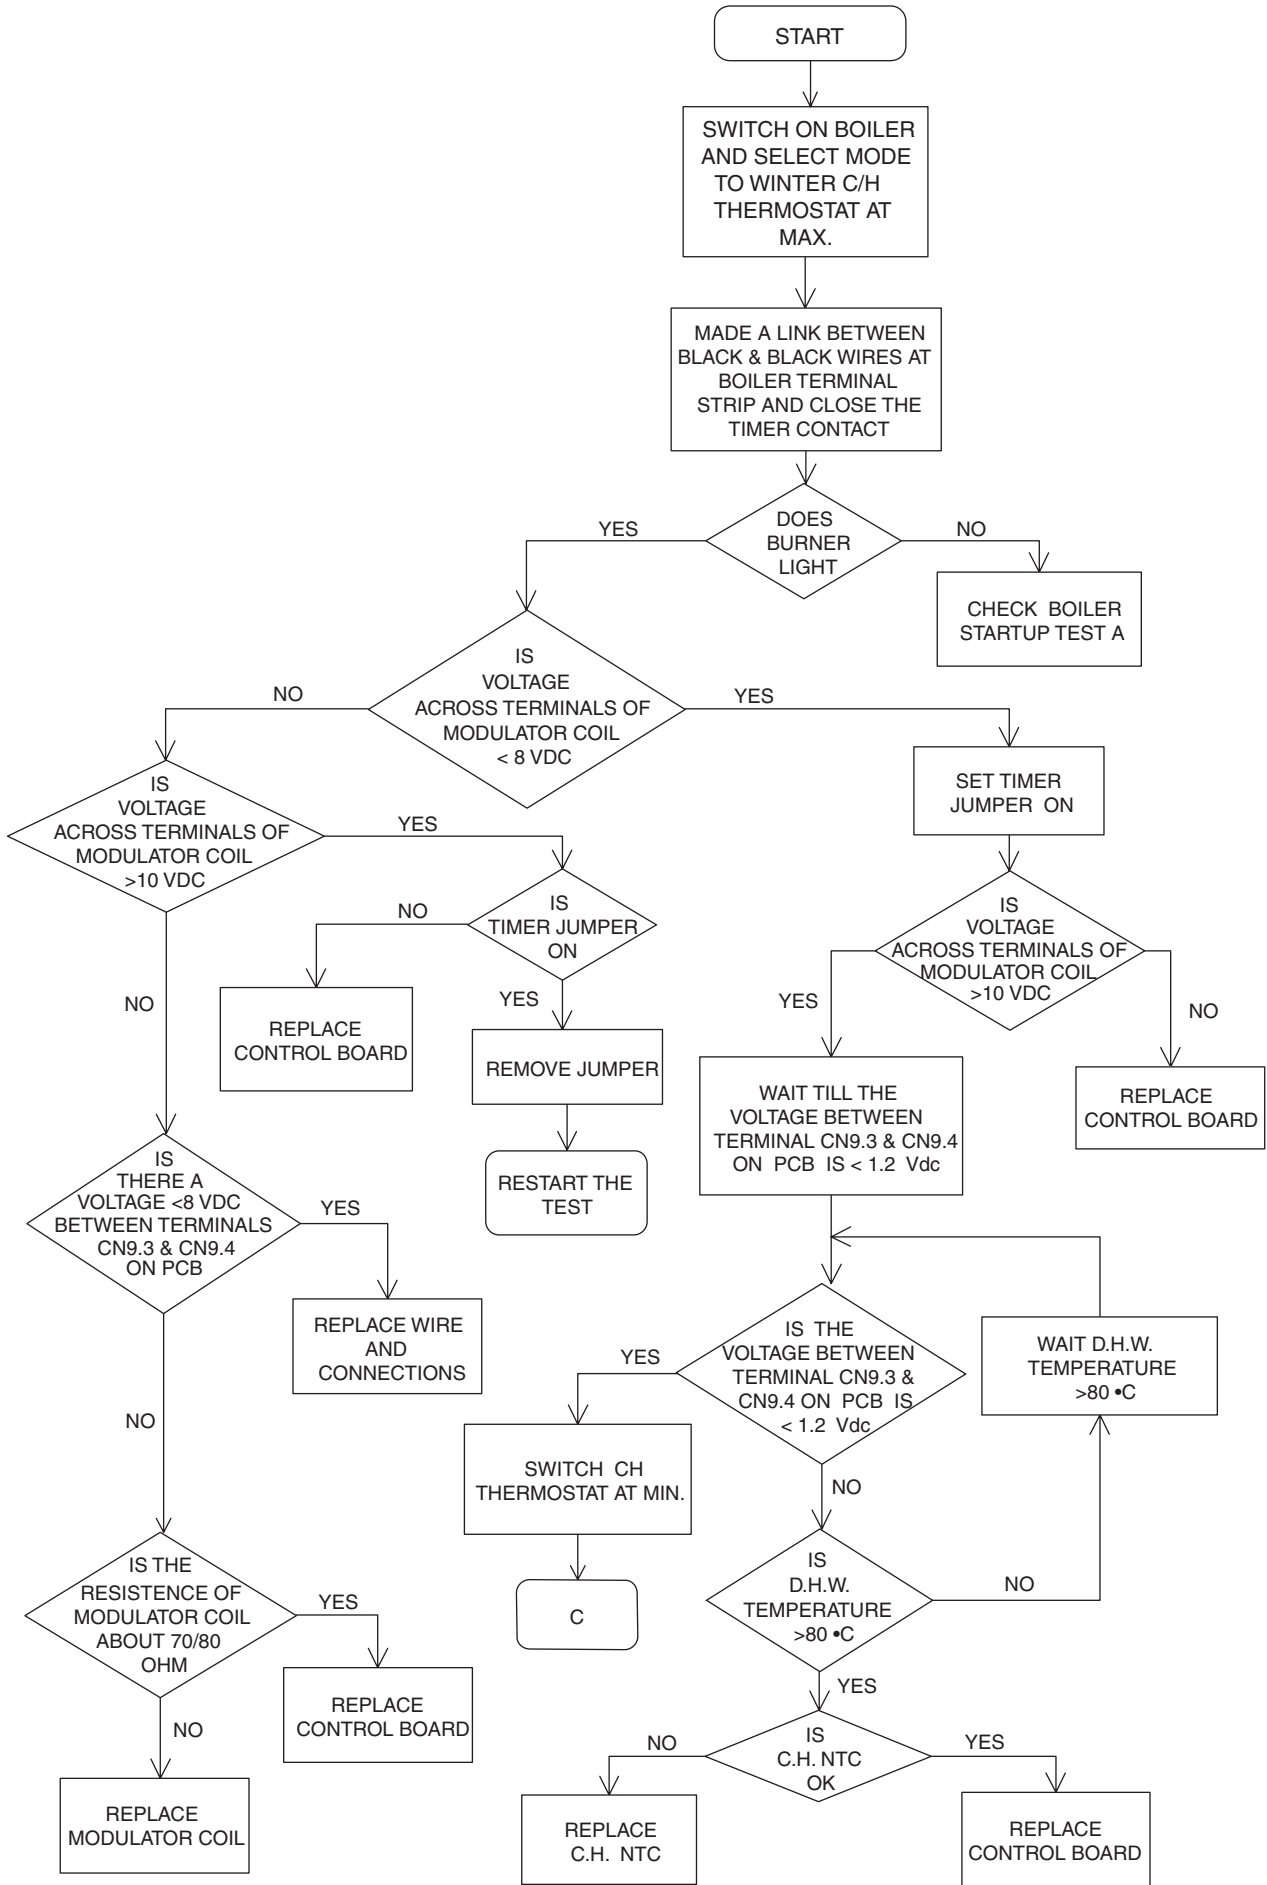 START
SWITCH ON BOILER
AND SELECT MODE
TO WINTER C/H
THERMOSTAT AT
MAX.
MADE A LINK BETWEEN
BLACK & BLACK WIRES AT
BOILER TERMINAL
STRIP AND CLOSE THE
TIMER CONTACT
DOES
BURNER
LIGHT
YES
NO
CHECK BOILER
STARTUP TEST A
IS
VOLTAGE
ACROSS TERMINALS OF
MODULATOR COIL
< 8 VDC
NO
YES
IS
VOLTAGE
ACROSS TERMINALS OF
MODULATOR COIL
>10 VDC
YES
SET TIMER
JUMPER ON
IS
TIMER JUMPER
ON
NO
IS
VOLTAGE
ACROSS TERMINALS OF
MODULATOR COIL
>10 VDC
NO
YES
YES
NO
REPLACE
CONTROL BOARD
REMOVE JUMPER
WAIT TILL THE
VOLTAGE BETWEEN
TERMINAL CN9.3 & CN9.4
ON PCB IS < 1.2 Vdc
REPLACE
CONTROL BOARD
RESTART THE
TEST
IS
THERE A
VOLTAGE <8 VDC
BETWEEN TERMINALS
CN9.3 & CN9.4
ON PCB
YES
REPLACE WIRE
AND
CONNECTIONS
IS THE
VOLTAGE BETWEEN
TERMINAL CN9.3 &
CN9.4 ON PCB IS
< 1.2 Vdc
YES
WAIT D.H.W.
TEMPERATURE
>80 •C
NO
SWITCH CH
THERMOSTAT AT MIN.
NO
C
IS
D.H.W.
TEMPERATURE
>80 •C
NO
IS THE
RESISTENCE OF
MODULATOR COIL
ABOUT 70/80
OHM
YES
REPLACE
CONTROL BOARD
NO
YES
REPLACE
MODULATOR COIL
IS
C.H. NTC
OK
NO
YES
REPLACE
C.H. NTC
REPLACE
CONTROL BOARD